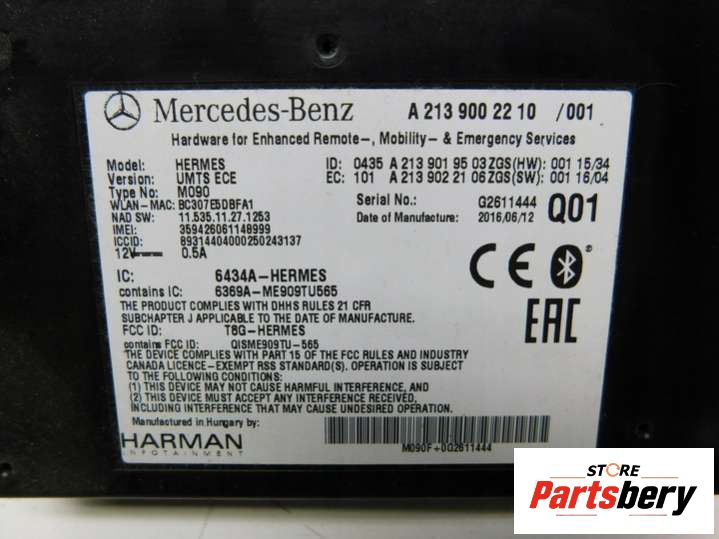 Mercedes-Benz A 213 900 22 10 /001
Hardware for Enhanced Remote-, Mobility- & Emergency Services
Model: HERMES ID: 0435 A 213 901 95 03 ZGS(HW): 001 15/34
Version: UMTS ECE EC: 101 A 213 902 21 06 ZGS(SW): 001 16/04
Type No: M090
WLAN-MAC: BC307E5DBFA1 Serial No.: G2611444
NAD SW: 11.535.11.27.1253 Date of Manufacture: 2016/06/12 Q01
IMEI: 359426061148999
ICCID: 89314404000250243137
12V 0.5A
IC: 6434A-HERMES
contains IC: 6369A-ME909TU565
THE PRODUCT COMPLIES WITH DHHS RULES 21 CFR
SUBCHAPTER J APPLICABLE TO THE DATE OF MANUFACTURE.
FCC ID: T8G-HERMES
contains FCC ID: QISME909TU-565
THE DEVICE COMPLIES WITH PART 15 OF THE FCC RULES AND INDUSTRY
CANADA LICENCE-EXEMPT RSS STANDARD(S). OPERATION IS SUBJECT
TO THE FOLLOWING CONDITIONS:
(1) THIS DEVICE MAY NOT CAUSE HARMFUL INTERFERENCE, AND
(2) THIS DEVICE MUST ACCEPT ANY INTERFERENCE RECEIVED,
INCLUDING INTERFERENCE THAT MAY CAUSE UNDESIRED OPERATION.
Manufactured in Hungary by:
HARMAN
INFOTAINMENT
M090F+0G2611444
CE
EAC
STORE
Partsbery